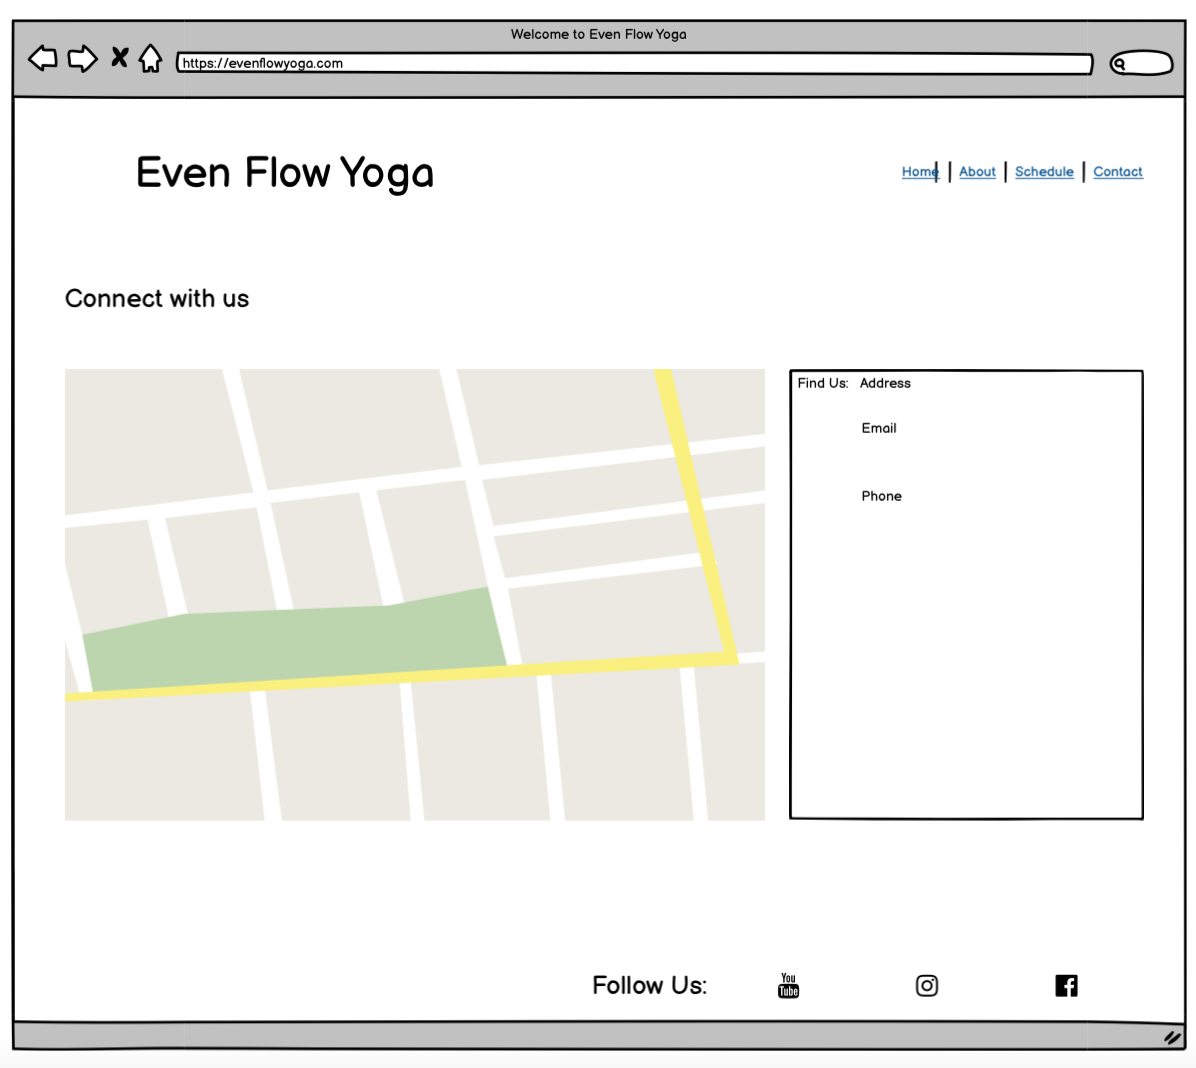 Welcome to Even Flow Yoga
https://evenflowyoga.com
Even Flow Yoga
Home | About | Schedule | Contact
Connect with us
Find Us: Address
Email
Phone
Follow Us:
You
Tube